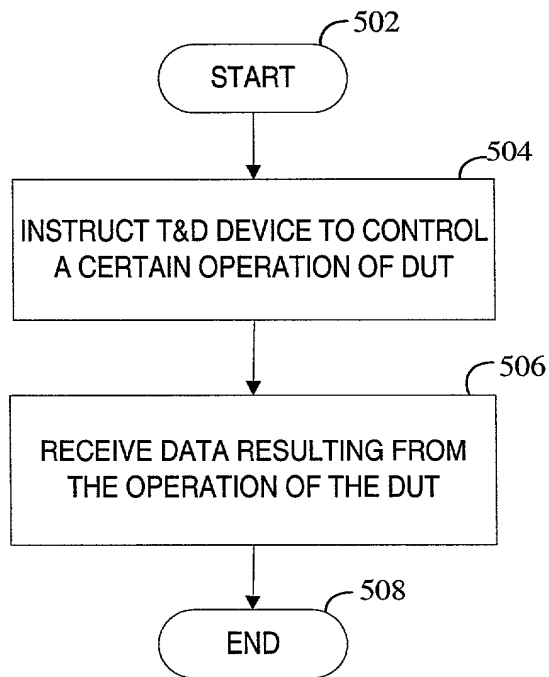 502
START
504
INSTRUCT T&D DEVICE TO CONTROL
A CERTAIN OPERATION OF DUT
506
RECEIVE DATA RESULTING FROM
THE OPERATION OF THE DUT
508
END